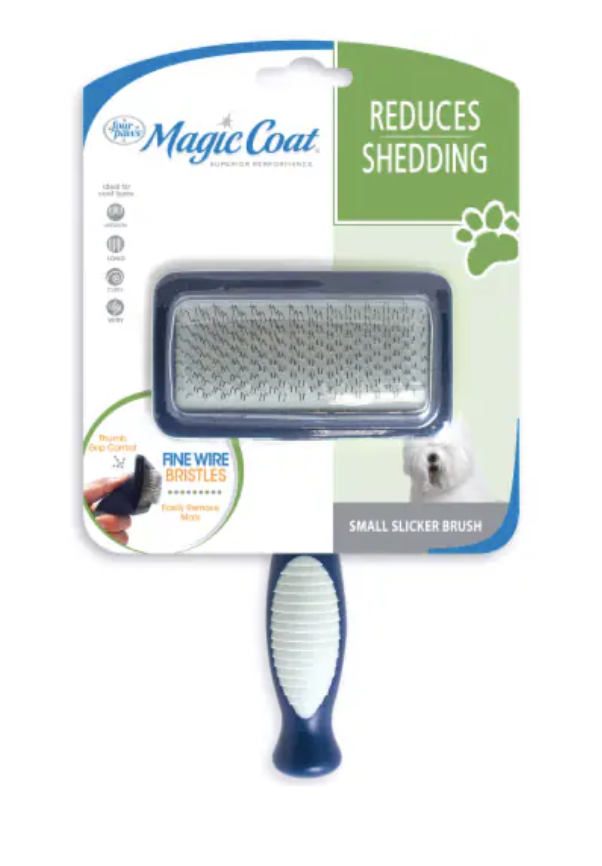 four
paws
Magic Coat
SUPERIOR PERFORMANCE
Ideal for
coat types
MEDIUM
LONG
CURLY
WIRY
REDUCES
SHEDDING
Thumb
Grip Control
FINE WIRE
BRISTLES
Easily Remove
Mats
SMALL SLICKER BRUSH